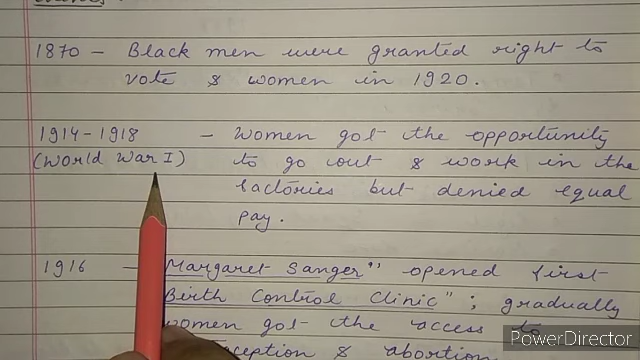 1870 - Black men were granted right to
vote & women in 1920.
1914-1918 - Women got the opportunity
(World War I) to go out & work in the
factories but denied equal
pay.
1916 - Margaret Sanger" opened first
Birth Control Clinic"; gradually
women got the access to
ception & abortion
PowerDirector